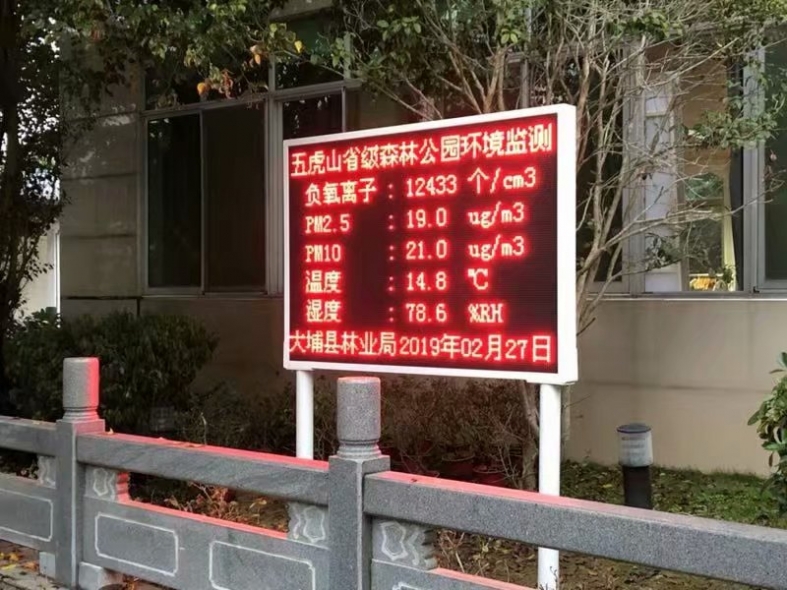 五虎山省级森林公园环境监测
负氧离子：12433 个/cm3
PM2.5：19.0 ug/m3
PM10：21.0 ug/m3
温度：14.8 ℃
湿度：78.6 %RH
大埔县林业局2019年02月27日